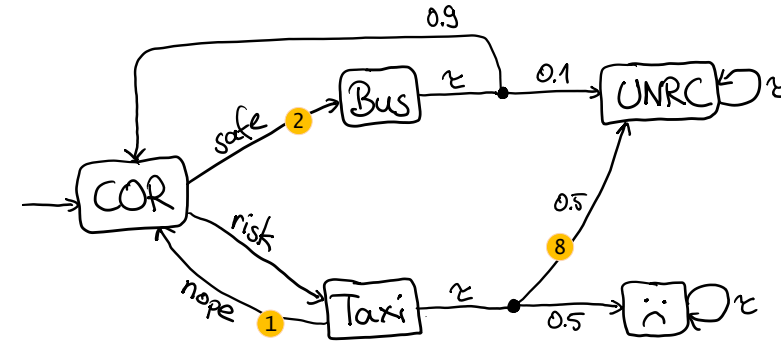 0.9
τ
0.1
Bus
UNRC
τ
safe
2
COR
0.5
risk
8
nope
1
Taxi
τ
0.5
τ